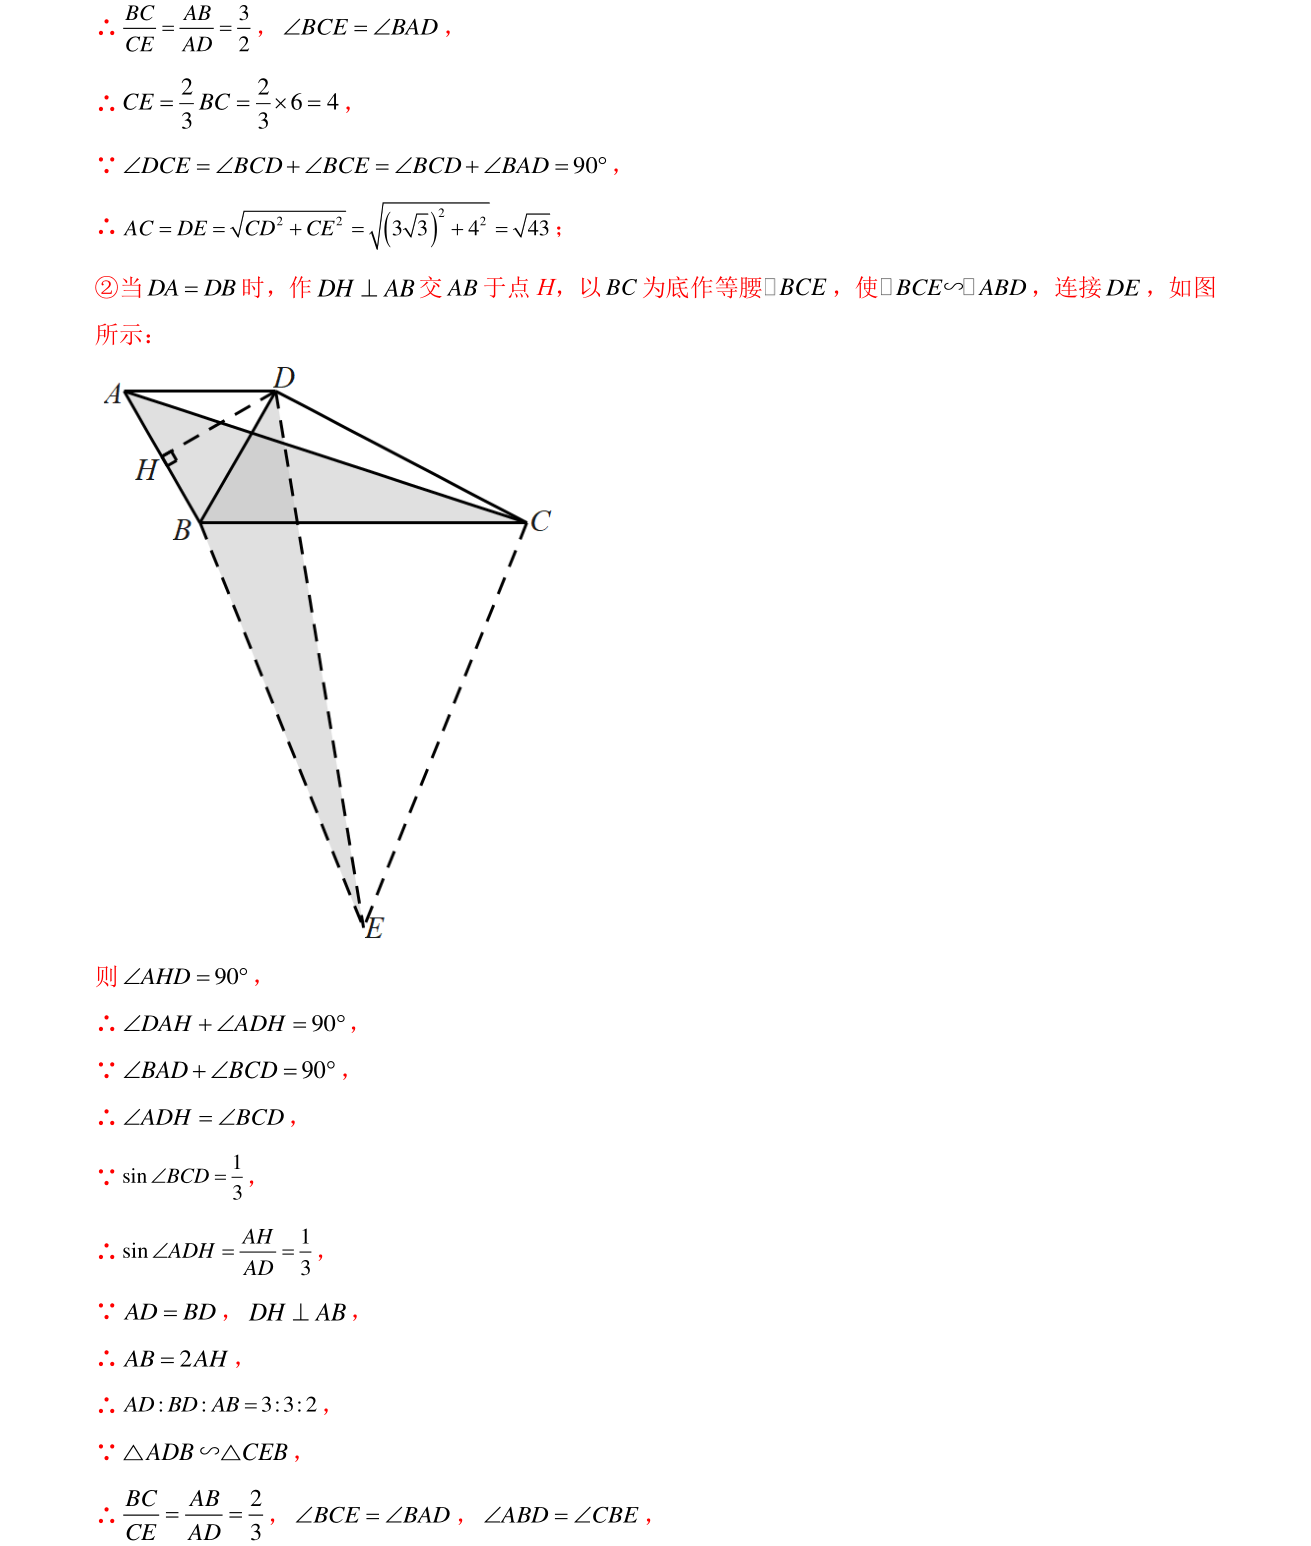 ∴ BC/CE = AB/AD = 3/2， ∠BCE = ∠BAD，
∴ CE = 2/3 BC = 2/3 × 6 = 4，
∵ ∠DCE = ∠BCD + ∠BCE = ∠BCD + ∠BAD = 90°，
∴ AC = DE = √(CD² + CE²) = √((3√3)² + 4²) = √43；
②当 DA = DB 时，作 DH ⊥ AB 交 AB 于点 H，以 BC 为底作等腰□BCE，使□BCE∽□ABD，连接 DE，如图
所示：
A
D
H
B
C
E
则 ∠AHD = 90°，
∴ ∠DAH + ∠ADH = 90°，
∵ ∠BAD + ∠BCD = 90°，
∴ ∠ADH = ∠BCD，
∵ sin∠BCD = 1/3，
∴ sin∠ADH = AH/AD = 1/3，
∵ AD = BD， DH ⊥ AB，
∴ AB = 2AH，
∴ AD : BD : AB = 3 : 3 : 2，
∵ △ADB∽△CEB，
∴ BC/CE = AB/AD = 2/3， ∠BCE = ∠BAD， ∠ABD = ∠CBE，